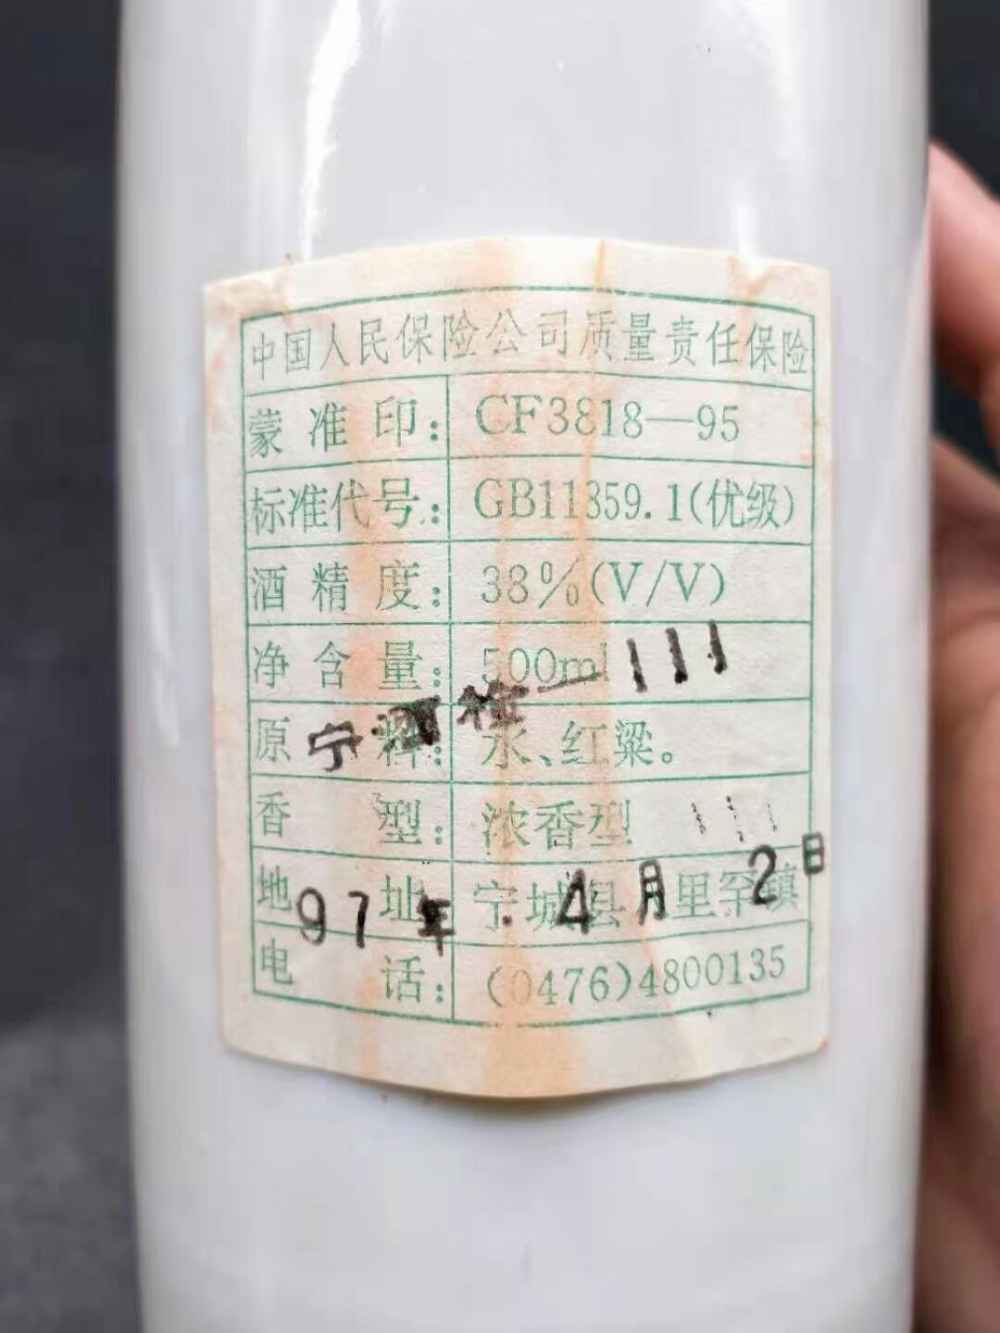 中国人民保险公司质量责任保险
蒙准印: CF3818—95
标准代号: GB11859.1(优级)
酒精度: 38%(V/V)
净含量: 500ml
原料: 水、红粱。
香型: 浓香型
地址: 宁城县 里罕镇
97年.4月2日
电话: (0476)4800135